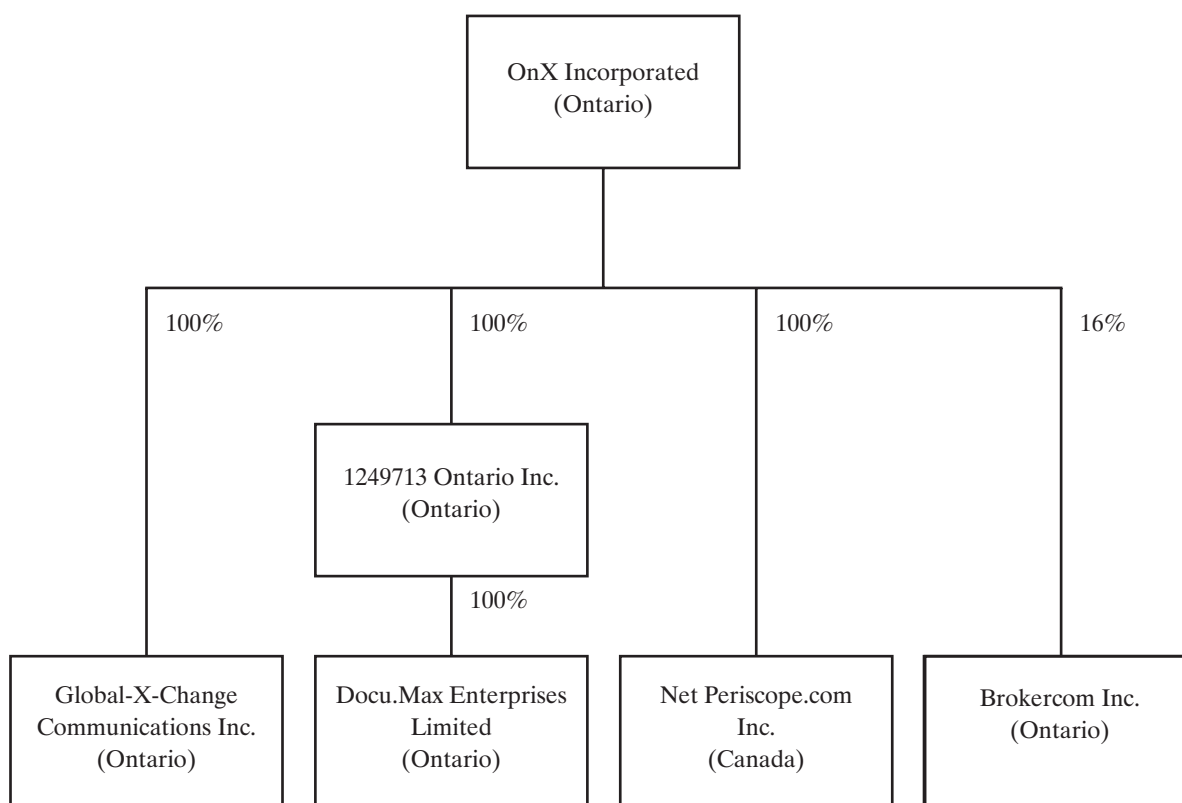 OnX Incorporated
(Ontario)
100%
100%
100%
16%
1249713 Ontario Inc.
(Ontario)
100%
Global-X-Change
Communications Inc.
(Ontario)
Docu.Max Enterprises
Limited
(Ontario)
Net Periscope.com
Inc.
(Canada)
Brokercom Inc.
(Ontario)